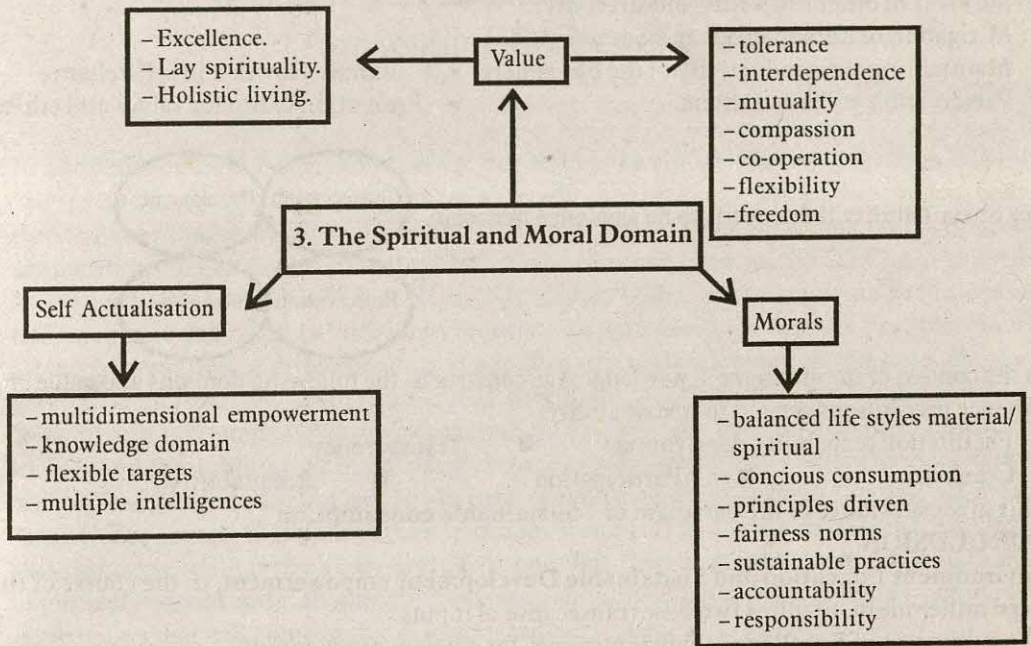 – Excellence.
– Lay spirituality.
– Holistic living.
Value
– tolerance
– interdependence
– mutuality
– compassion
– co-operation
– flexibility
– freedom
3. The Spiritual and Moral Domain
Self Actualisation
Morals
– multidimensional empowerment
– knowledge domain
– flexible targets
– multiple intelligences
– balanced life styles material/
spiritual
– concious consumption
– principles driven
– fairness norms
– sustainable practices
– accountability
– responsibility